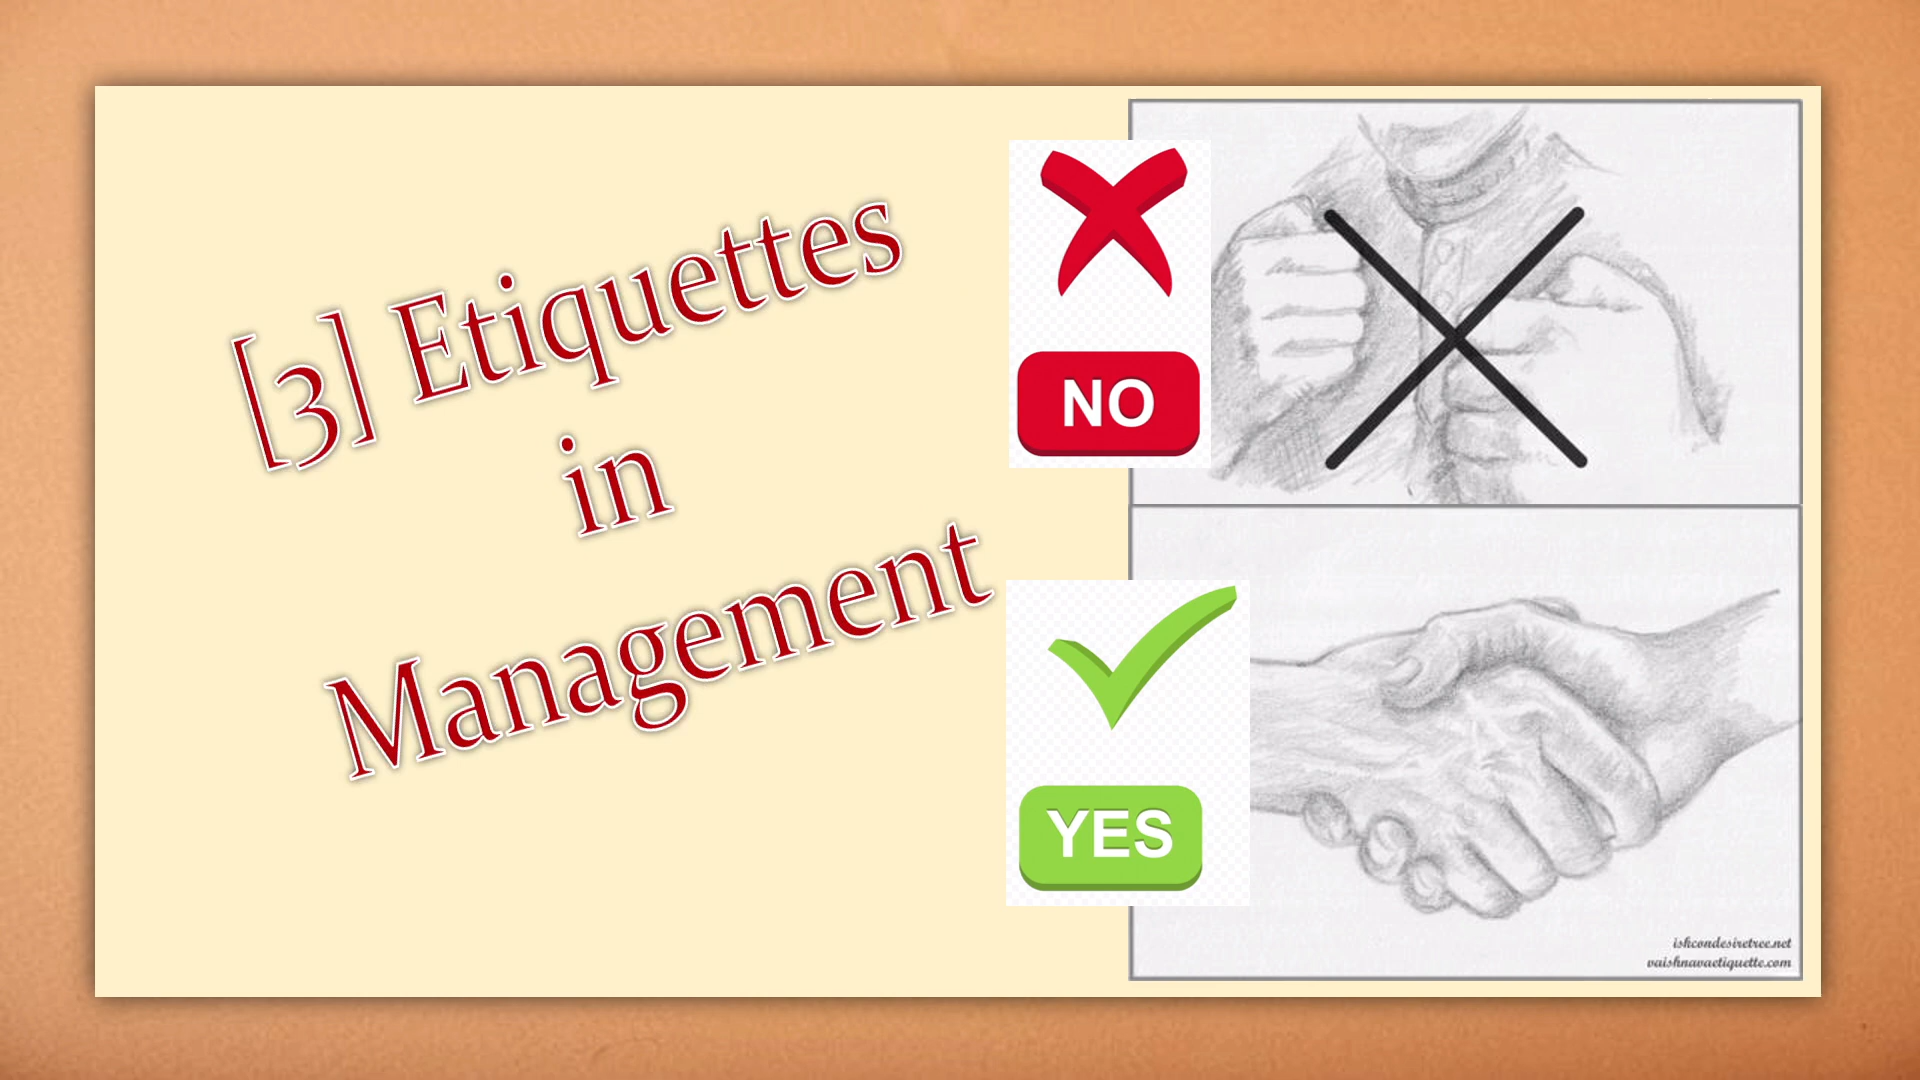 [3] Etiquettes
in
Management
NO
YES
iskcondesiretree.net
vaishnavaetiquette.com